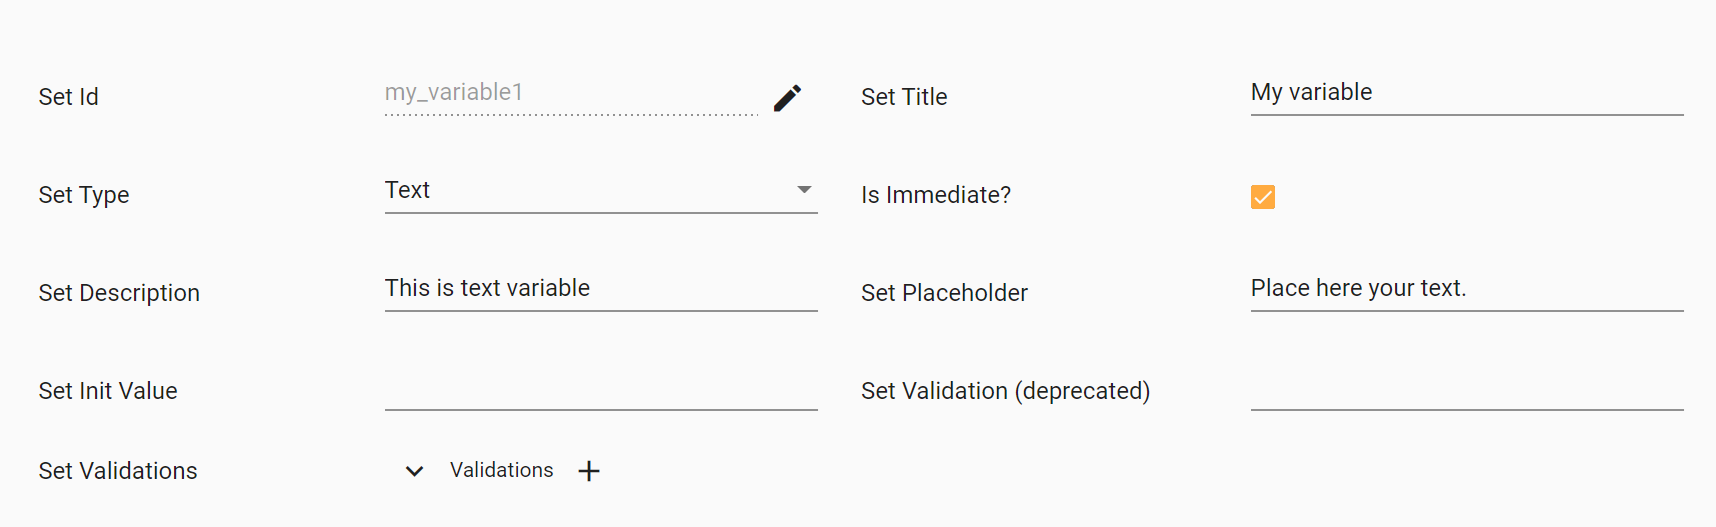 Set Id my_variable1 Set Title My variable
Set Type Text Is Immediate?
Set Description This is text variable Set Placeholder Place here your text.
Set Init Value Set Validation (deprecated)
Set Validations Validations